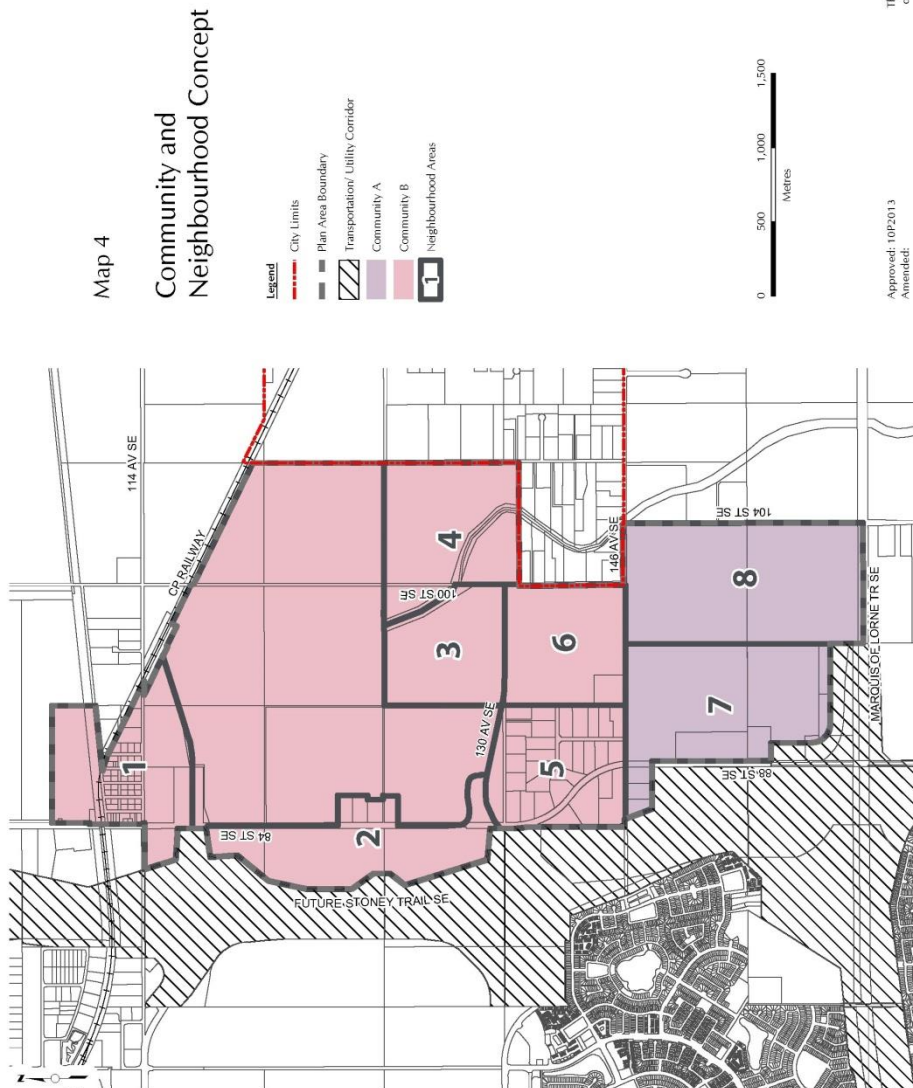 Map 4
Community and
Neighbourhood Concept
Legend
City Limits
Plan Area Boundary
Transportation/ Utility Corridor
Community A
Community B
1
Neighbourhood Areas
0
500
1,000
1,500
Metres
Approved: 10P2013
Amended:
114 AV SE
CP RAILWAY
1
84 ST SE
2
FUTURE STONEY TRAIL SE
100 ST SE
3
4
130 AV SE
5
6
146 AV SE
104 ST SE
7
8
88 ST SE
MARQUIS OF LORNE TR SE